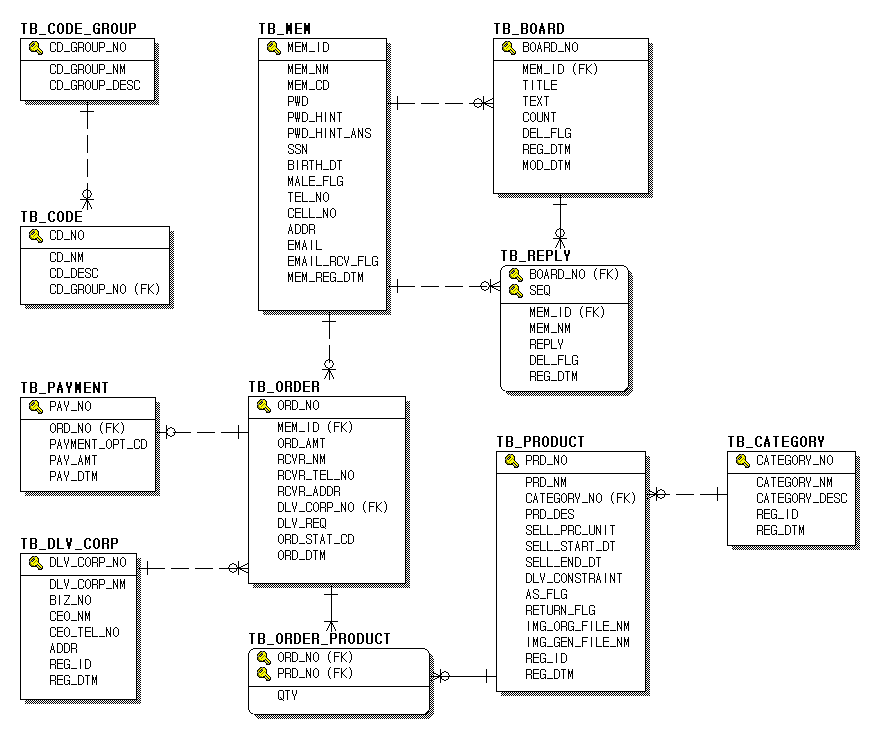 TB_CODE_GROUP
CD_GROUP_NO
CD_GROUP_NM
CD_GROUP_DESC
TB_CODE
CD_NO
CD_NM
CD_DESC
CD_GROUP_NO (FK)
TB_MEM
MEM_ID
MEM_NM
MEM_CD
PWD
PWD_HINT
PWD_HINT_ANS
SSN
BIRTH_DT
MALE_FLG
TEL_NO
CELL_NO
ADDR
EMAIL
EMAIL_RCV_FLG
MEM_REG_DTM
TB_BOARD
BOARD_NO
MEM_ID (FK)
TITLE
TEXT
COUNT
DEL_FLG
REG_DTM
MOD_DTM
TB_REPLY
BOARD_NO (FK)
SEQ
MEM_ID (FK)
MEM_NM
REPLY
DEL_FLG
REG_DTM
TB_PAYMENT
PAY_NO
ORD_NO (FK)
PAYMENT_OPT_CD
PAY_AMT
PAY_DTM
TB_DLV_CORP
DLV_CORP_NO
DLV_CORP_NM
BIZ_NO
CEO_NM
CEO_TEL_NO
ADDR
REG_ID
REG_DTM
TB_ORDER
ORD_NO
MEM_ID (FK)
ORD_AMT
RCVR_NM
RCVR_TEL_NO
RCVR_ADDR
DLV_CORP_NO (FK)
DLV_REQ
ORD_STAT_CD
ORD_DTM
TB_ORDER_PRODUCT
ORD_NO (FK)
PRD_NO (FK)
QTY
TB_PRODUCT
PRD_NO
PRD_NM
CATEGORY_NO (FK)
PRD_DES
SELL_PRC_UNIT
SELL_START_DT
SELL_END_DT
DLV_CONSTRAINT
AS_FLG
RETURN_FLG
IMG_ORG_FILE_NM
IMG_GEN_FILE_NM
REG_ID
REG_DTM
TB_CATEGORY
CATEGORY_NO
CATEGORY_NM
CATEGORY_DESC
REG_ID
REG_DTM